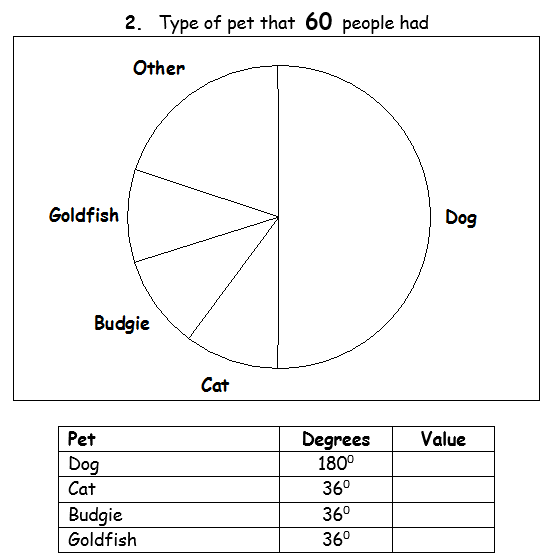 2. Type of pet that 60 people had
Other
Goldfish
Dog
Budgie
Cat
Pet Degrees Value
Dog 180⁰
Cat 36⁰
Budgie 36⁰
Goldfish 36⁰